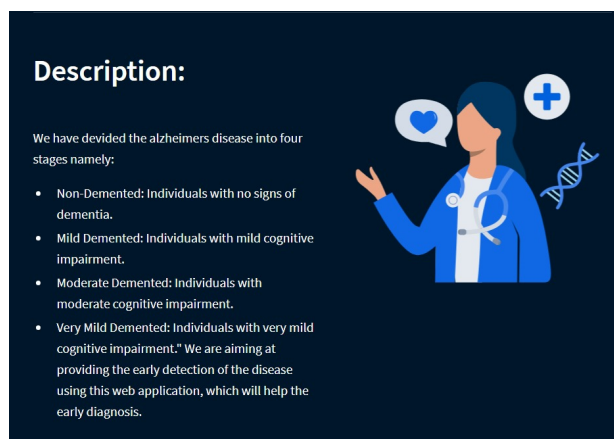 Description:
We have devided the alzheimers disease into four
stages namely:
• Non-Demented: Individuals with no signs of
dementia.
• Mild Demented: Individuals with mild cognitive
impairment.
• Moderate Demented: Individuals with
moderate cognitive impairment.
• Very Mild Demented: Individuals with very mild
cognitive impairment." We are aiming at
providing the early detection of the disease
using this web application, which will help the
early diagnosis.